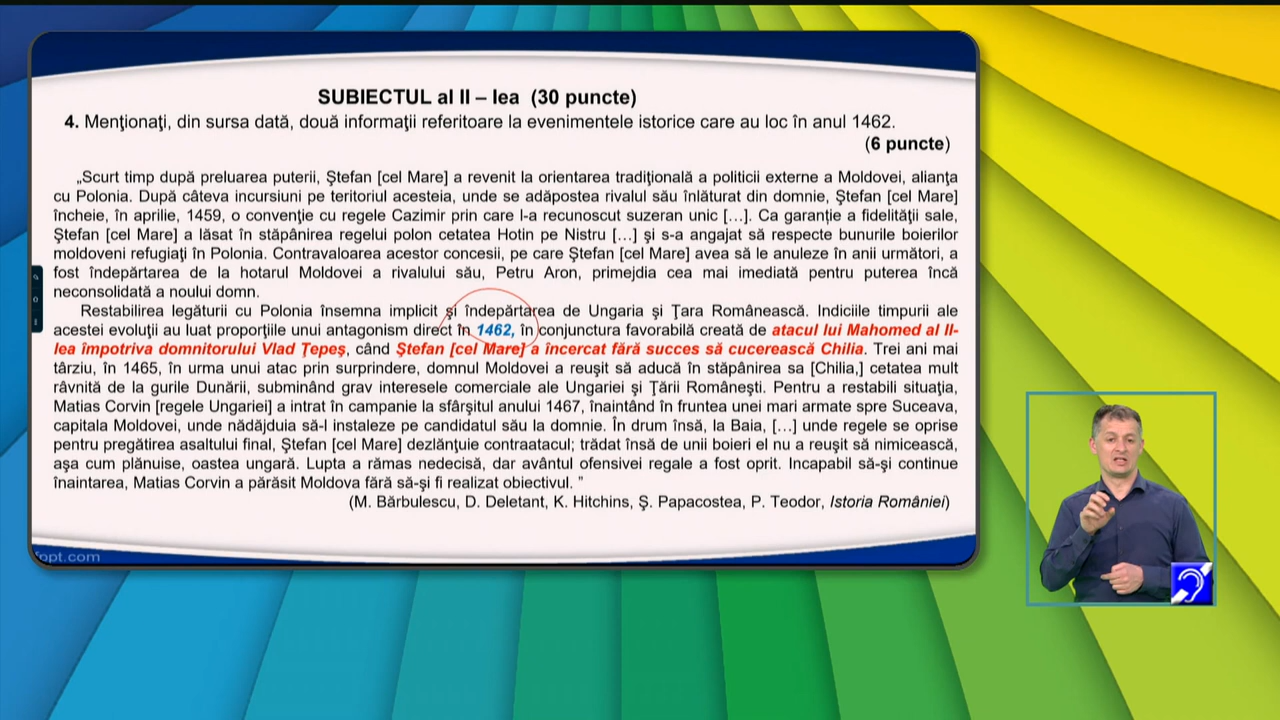 SUBIECTUL al II – lea (30 puncte)
4. Menţionaţi, din sursa dată, două informaţii referitoare la evenimentele istorice care au loc în anul 1462.
(6 puncte)
„Scurt timp după preluarea puterii, Ştefan [cel Mare] a revenit la orientarea tradiţională a politicii externe a Moldovei, alianţa
cu Polonia. După câteva incursiuni pe teritoriul acesteia, unde se adăpostea rivalul său înlăturat din domnie, Ştefan [cel Mare]
încheie, în aprilie, 1459, o convenţie cu regele Cazimir prin care l-a recunoscut suzeran unic […]. Ca garanție a fidelităţii sale,
Ştefan [cel Mare] a lăsat în stăpânirea regelui polon cetatea Hotin pe Nistru […] şi s-a angajat să respecte bunurile boierilor
moldoveni refugiaţi în Polonia. Contravaloarea acestor concesii, pe care Ştefan [cel Mare] avea să le anuleze în anii următori, a
fost îndepărtarea de la hotarul Moldovei a rivalului său, Petru Aron, primejdia cea mai imediată pentru puterea încă
neconsolidată a noului domn.
Restabilirea legăturii cu Polonia însemna implicit şi îndepărtarea de Ungaria şi Ţara Românească. Indiciile timpurii ale
acestei evoluţii au luat proporţiile unui antagonism direct în 1462, în conjunctura favorabilă creată de atacul lui Mahomed al II-
lea împotriva domnitorului Vlad Ţepeş, când Ştefan [cel Mare] a încercat fără succes să cucerească Chilia. Trei ani mai
târziu, în 1465, în urma unui atac prin surprindere, domnul Moldovei a reuşit să aducă în stăpânirea sa [Chilia,] cetatea mult
râvnită de la gurile Dunării, subminând grav interesele comerciale ale Ungariei şi Ţării Româneşti. Pentru a restabili situaţia,
Matias Corvin [regele Ungariei] a intrat în campanie la sfârşitul anului 1467, înaintând în fruntea unei mari armate spre Suceava,
capitala Moldovei, unde nădăjduia să-l instaleze pe candidatul său la domnie. În drum însă, la Baia, […] unde regele se oprise
pentru pregătirea asaltului final, Ştefan [cel Mare] dezlănţuie contraatacul; trădat însă de unii boieri el nu a reuşit să nimicească,
aşa cum plănuise, oastea ungară. Lupta a rămas nedecisă, dar avântul ofensivei regale a fost oprit. Incapabil să-şi continue
înaintarea, Matias Corvin a părăsit Moldova fără să-şi fi realizat obiectivul. ”
(M. Bărbulescu, D. Deletant, K. Hitchins, Ş. Papacostea, P. Teodor, Istoria României)
fppt.com